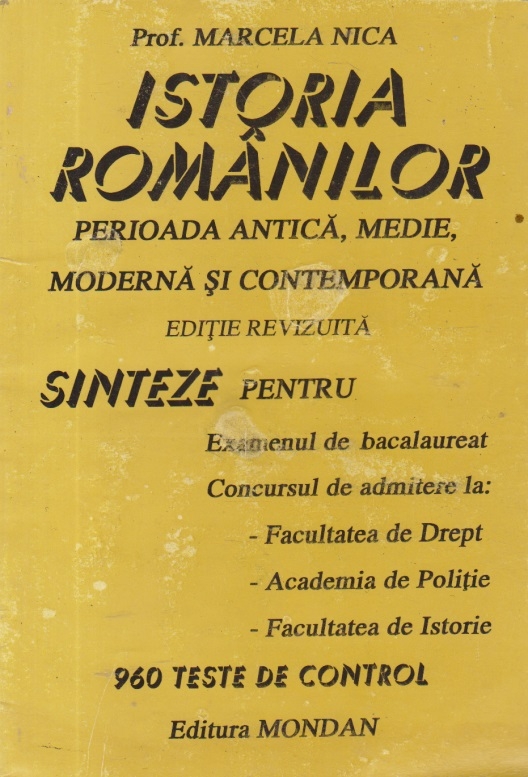 Prof. MARCELA NICA
ISTORIA
ROMÂNILOR
PERIOADA ANTICĂ, MEDIE,
MODERNĂ ŞI CONTEMPORANĂ
EDIŢIE REVIZUITĂ
SINTEZE PENTRU
Examenul de bacalaureat
Concursul de admitere la:
- Facultatea de Drept
- Academia de Poliţie
- Facultatea de Istorie
960 TESTE DE CONTROL
Editura MONDAN